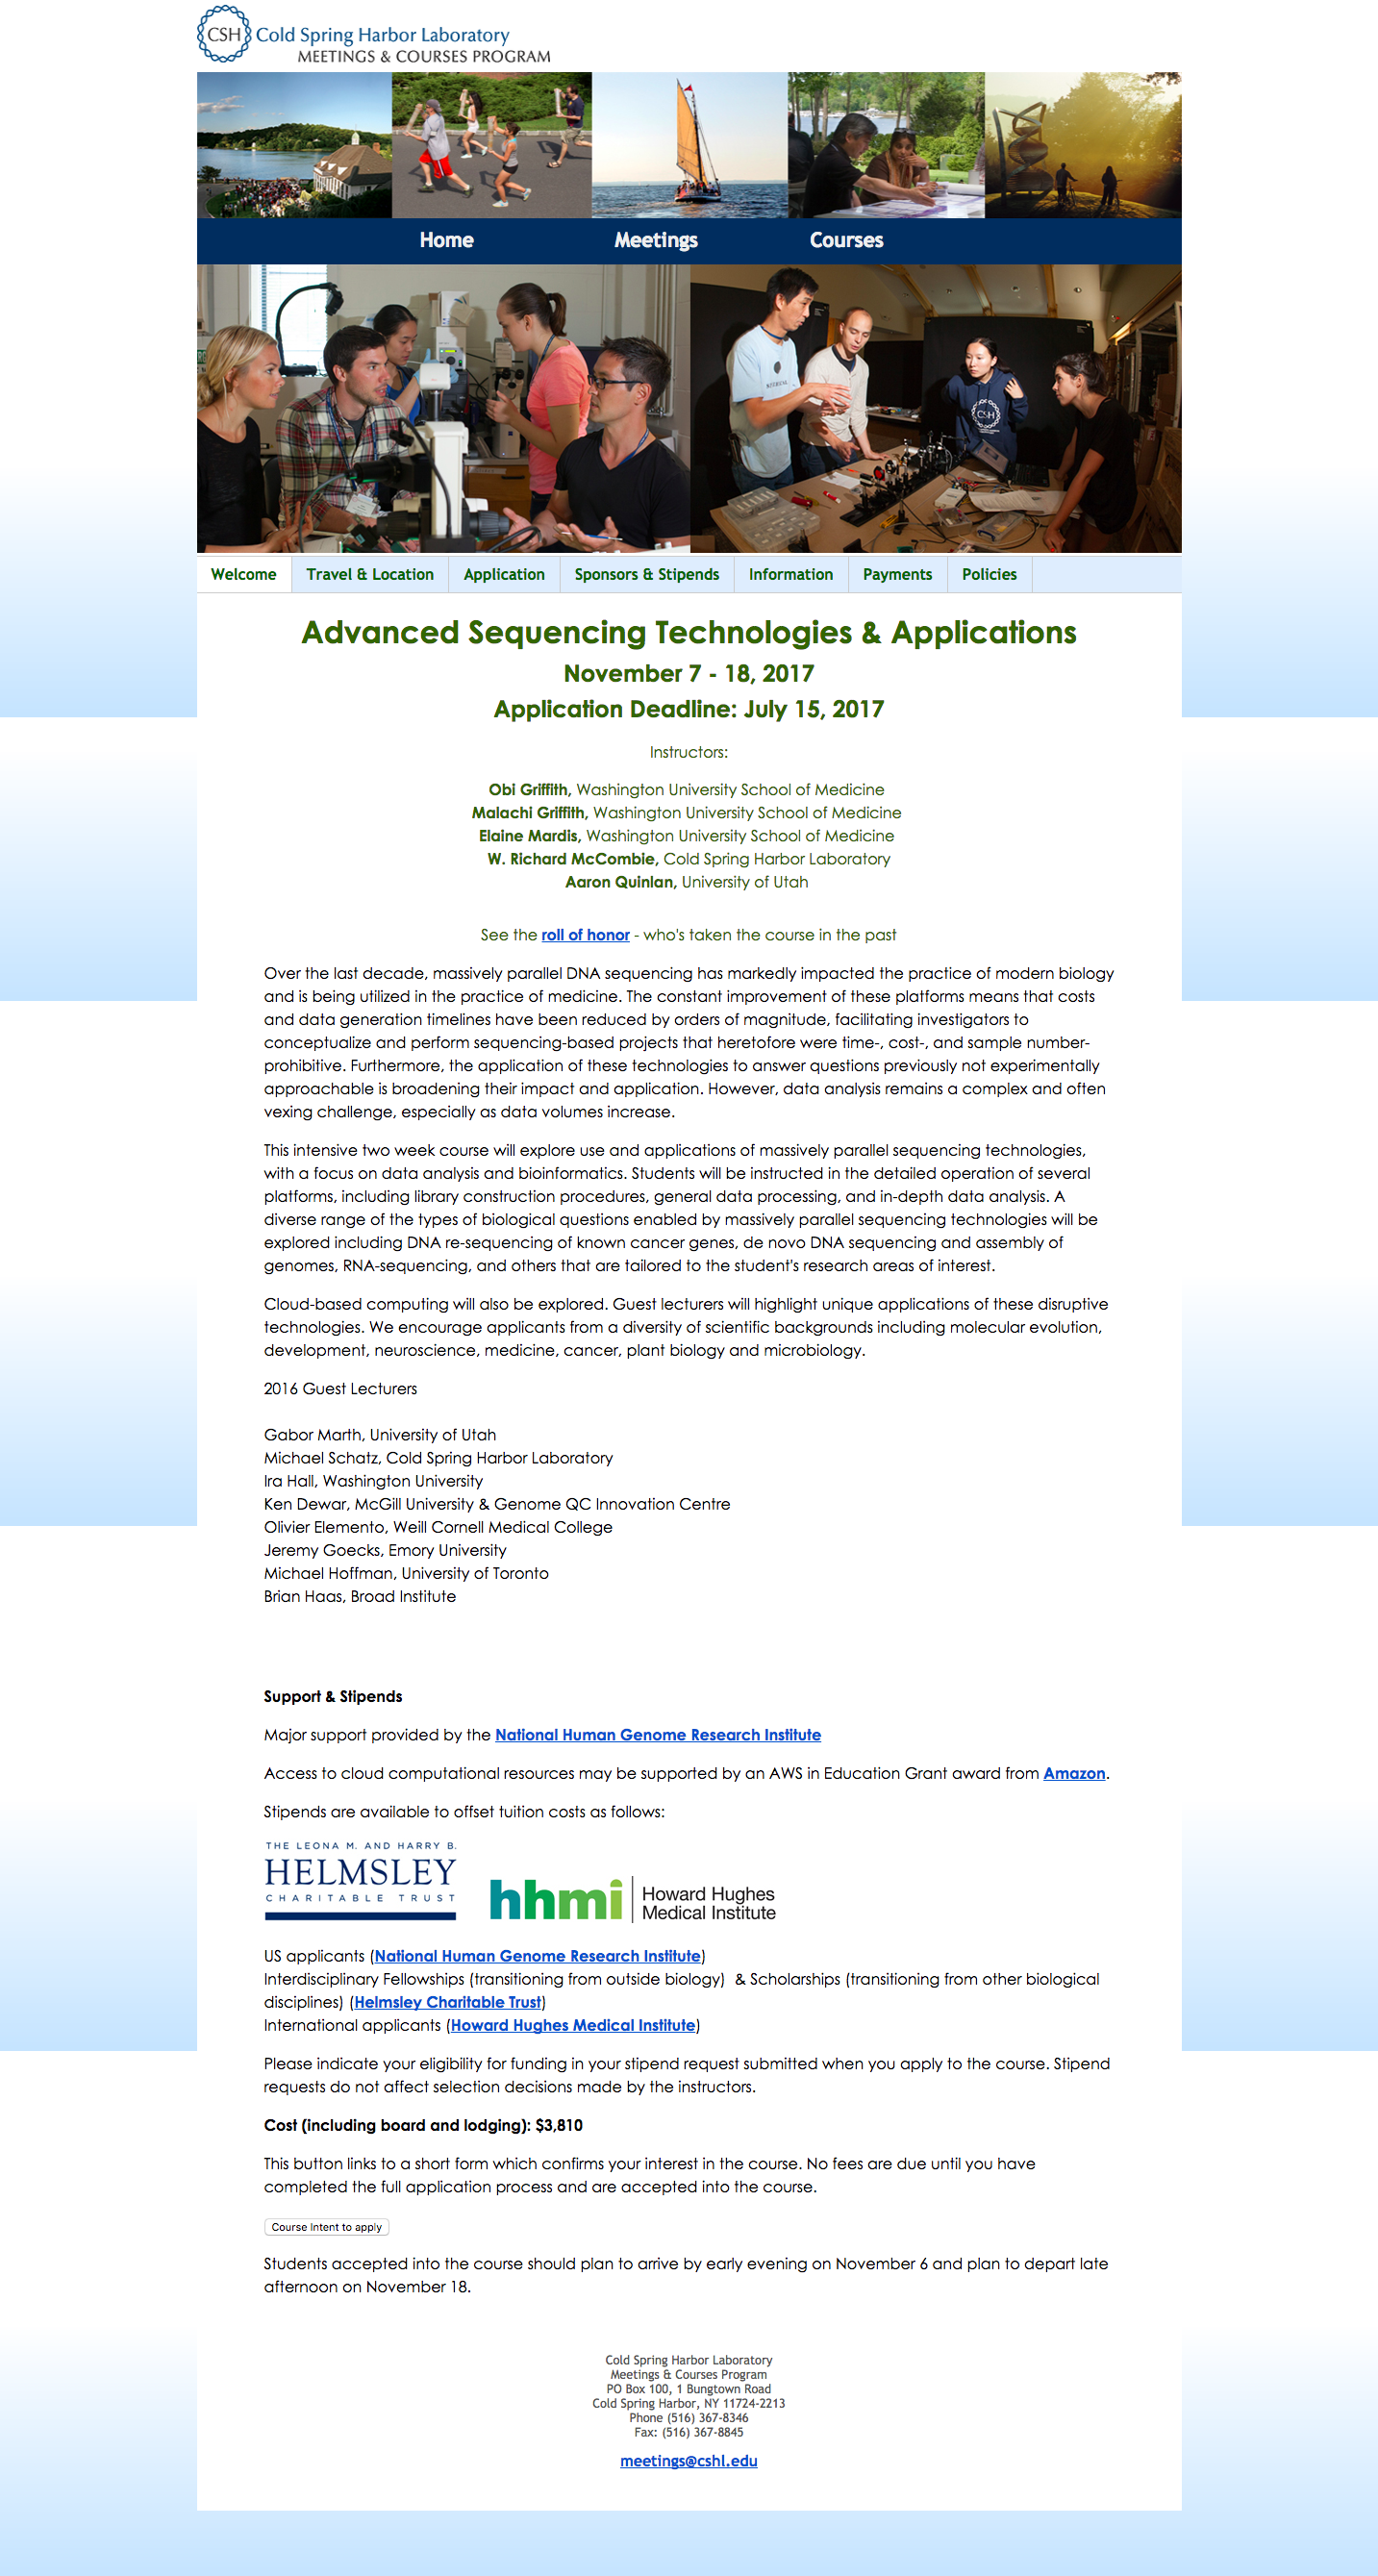 CSH Cold Spring Harbor Laboratory
MEETINGS & COURSES PROGRAM
Home Meetings Courses
CSH
Welcome Travel & Location Application Sponsors & Stipends Information Payments Policies
Advanced Sequencing Technologies & Applications
November 7 - 18, 2017
Application Deadline: July 15, 2017
Instructors:
Obi Griffith, Washington University School of Medicine
Malachi Griffith, Washington University School of Medicine
Elaine Mardis, Washington University School of Medicine
W. Richard McCombie, Cold Spring Harbor Laboratory
Aaron Quinlan, University of Utah
See the roll of honor - who's taken the course in the past
Over the last decade, massively parallel DNA sequencing has markedly impacted the practice of modern biology
and is being utilized in the practice of medicine. The constant improvement of these platforms means that costs
and data generation timelines have been reduced by orders of magnitude, facilitating investigators to
conceptualize and perform sequencing-based projects that heretofore were time-, cost-, and sample number-
prohibitive. Furthermore, the application of these technologies to answer questions previously not experimentally
approachable is broadening their impact and application. However, data analysis remains a complex and often
vexing challenge, especially as data volumes increase.
This intensive two week course will explore use and applications of massively parallel sequencing technologies,
with a focus on data analysis and bioinformatics. Students will be instructed in the detailed operation of several
platforms, including library construction procedures, general data processing, and in-depth data analysis. A
diverse range of the types of biological questions enabled by massively parallel sequencing technologies will be
explored including DNA re-sequencing of known cancer genes, de novo DNA sequencing and assembly of
genomes, RNA-sequencing, and others that are tailored to the student's research areas of interest.
Cloud-based computing will also be explored. Guest lecturers will highlight unique applications of these disruptive
technologies. We encourage applicants from a diversity of scientific backgrounds including molecular evolution,
development, neuroscience, medicine, cancer, plant biology and microbiology.
2016 Guest Lecturers
Gabor Marth, University of Utah
Michael Schatz, Cold Spring Harbor Laboratory
Ira Hall, Washington University
Ken Dewar, McGill University & Genome QC Innovation Centre
Olivier Elemento, Weill Cornell Medical College
Jeremy Goecks, Emory University
Michael Hoffman, University of Toronto
Brian Haas, Broad Institute
Support & Stipends
Major support provided by the National Human Genome Research Institute
Access to cloud computational resources may be supported by an AWS in Education Grant award from Amazon.
Stipends are available to offset tuition costs as follows:
THE LEONA M. AND HARRY B.
HELMSLEY
CHARITABLE TRUST
hhmi Howard Hughes
Medical Institute
US applicants (National Human Genome Research Institute)
Interdisciplinary Fellowships (transitioning from outside biology)  & Scholarships (transitioning from other biological
disciplines) (Helmsley Charitable Trust)
International applicants (Howard Hughes Medical Institute)
Please indicate your eligibility for funding in your stipend request submitted when you apply to the course. Stipend
requests do not affect selection decisions made by the instructors.
Cost (including board and lodging): $3,810
This button links to a short form which confirms your interest in the course. No fees are due until you have
completed the full application process and are accepted into the course.
Course Intent to apply
Students accepted into the course should plan to arrive by early evening on November 6 and plan to depart late
afternoon on November 18.
Cold Spring Harbor Laboratory
Meetings & Courses Program
PO Box 100, 1 Bungtown Road
Cold Spring Harbor, NY 11724-2213
Phone (516) 367-8346
Fax: (516) 367-8845
meetings@cshl.edu